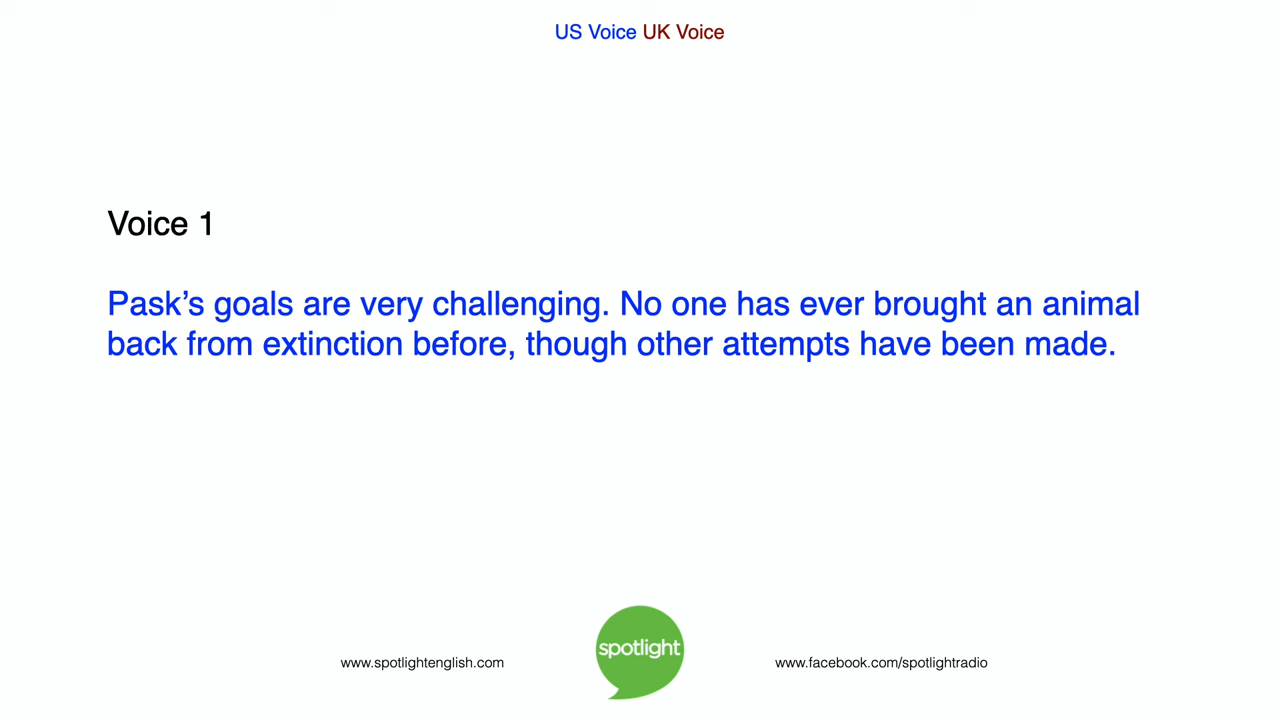 US Voice UK Voice
Voice 1
Pask’s goals are very challenging. No one has ever brought an animal
back from extinction before, though other attempts have been made.
spotlight
www.spotlightenglish.com
www.facebook.com/spotlightradio